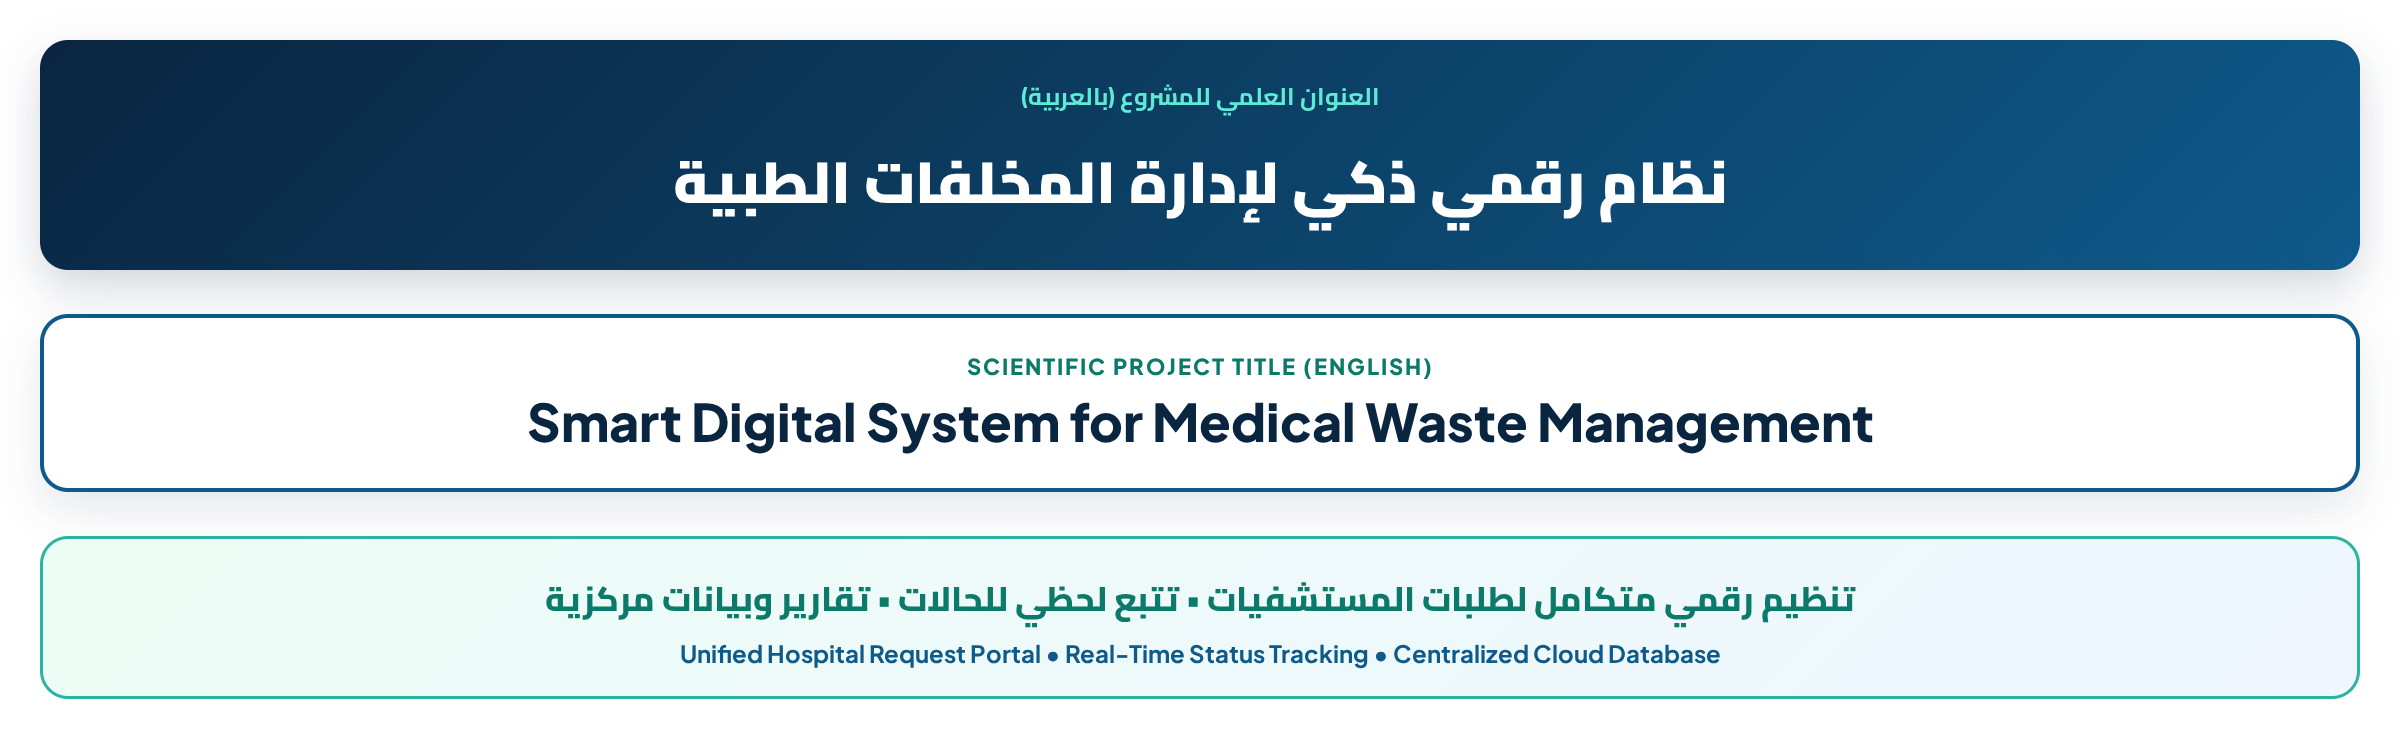 العنوان العلمي للمشروع (بالعربية)
نظام رقمي ذكي لإدارة المخلفات الطبية
SCIENTIFIC PROJECT TITLE (ENGLISH)
Smart Digital System for Medical Waste Management
تنظيم رقمي متكامل لطلبات المستشفيات • تتبع لحظي للحالات • تقارير وبيانات مركزية
Unified Hospital Request Portal • Real-Time Status Tracking • Centralized Cloud Database